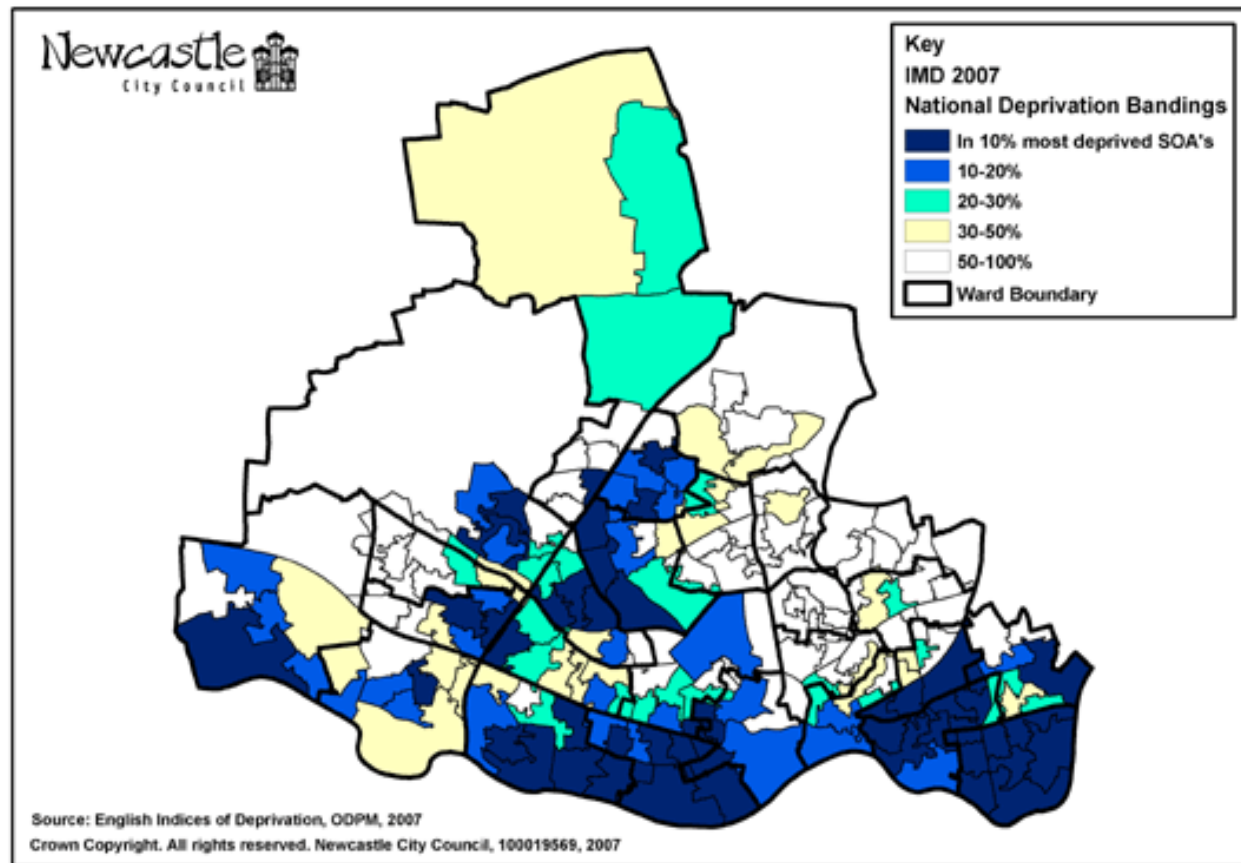 Newcastle
City Council
Key
IMD 2007
National Deprivation Bandings
In 10% most deprived SOA's
10-20%
20-30%
30-50%
50-100%
Ward Boundary
Source: English Indices of Deprivation, ODPM, 2007
Crown Copyright. All rights reserved. Newcastle City Council, 100019569, 2007